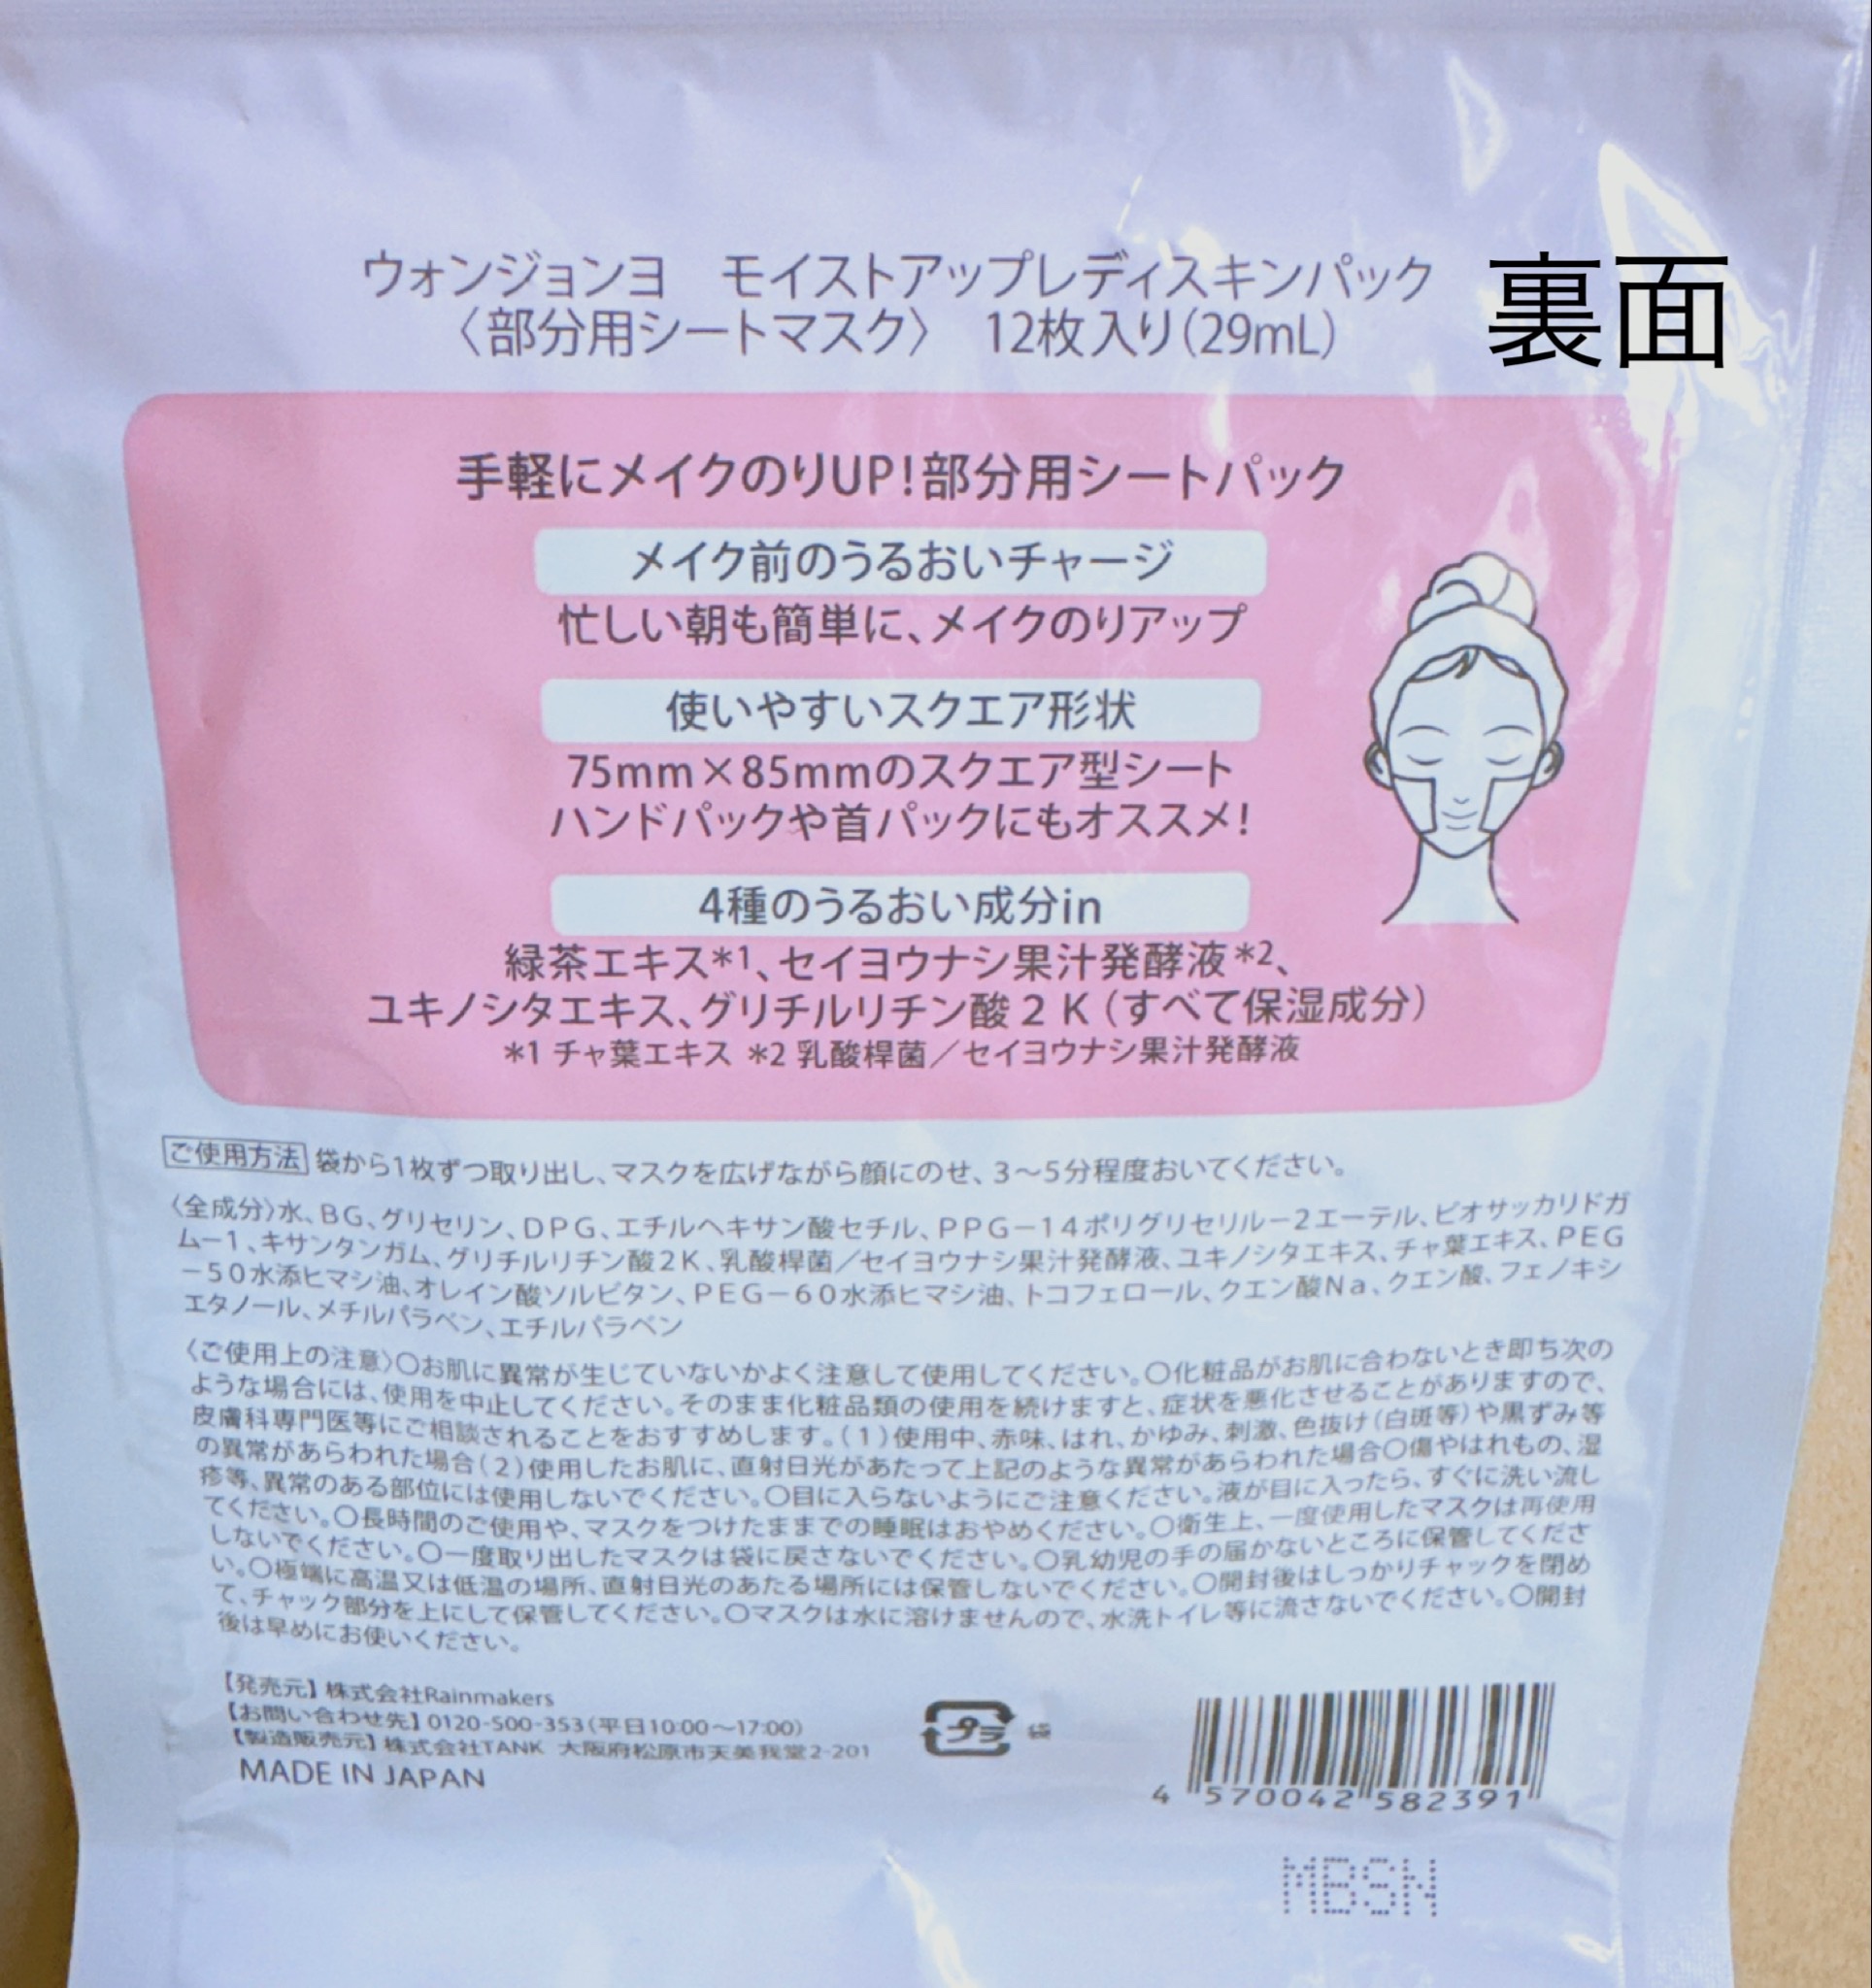 ウォンジョンヨ　モイストアップレディスキンパック
〈部分用シートマスク〉　12枚入り(29mL)
裏面
手軽にメイクのりUP!部分用シートパック
メイク前のうるおいチャージ
忙しい朝も簡単に、メイクのりアップ
使いやすいスクエア形状
75mm×85mmのスクエア型シート
ハンドパックや首パックにもオススメ!
4種のうるおい成分in
緑茶エキス*1、セイヨウナシ果汁発酵液*2、
ユキノシタエキス、グリチルリチン酸２Ｋ(すべて保湿成分)
*1 チャ葉エキス *2 乳酸桿菌／セイヨウナシ果汁発酵液
ご使用方法 袋から1枚ずつ取り出し、マスクを広げながら顔にのせ、3～5分程度おいてください。
〈全成分〉水、BG、グリセリン、DPG、エチルヘキサン酸セチル、PPG－14ポリグリセリル－2エーテル、ビオサッカリドガ
ム－1、キサンタンガム、グリチルリチン酸2K、乳酸桿菌／セイヨウナシ果汁発酵液、ユキノシタエキス、チャ葉エキス、PEG
－50水添ヒマシ油、オレイン酸ソルビタン、PEG－60水添ヒマシ油、トコフェロール、クエン酸Na、クエン酸、フェノキシ
エタノール、メチルパラベン、エチルパラベン
〈ご使用上の注意〉○お肌に異常が生じていないかよく注意して使用してください。○化粧品がお肌に合わないとき即ち次の
ような場合には、使用を中止してください。そのまま化粧品類の使用を続けますと、症状を悪化させることがありますので、
皮膚科専門医等にご相談されることをおすすめします。(1)使用中、赤味、はれ、かゆみ、刺激、色抜け(白斑等)や黒ずみ等
の異常があらわれた場合(2)使用したお肌に、直射日光があたって上記のような異常があらわれた場合○傷やはれもの、湿
疹等、異常のある部位には使用しないでください。○目に入らないようにご注意ください。液が目に入ったら、すぐに洗い流し
てください。○長時間のご使用や、マスクをつけたままでの睡眠はおやめください。○衛生上、一度使用したマスクは再使用
しないでください。○一度取り出したマスクは袋に戻さないでください。○乳幼児の手の届かないところに保管してくださ
い。○極端に高温又は低温の場所、直射日光のあたる場所には保管しないでください。○開封後はしっかりチャックを閉め
て、チャック部分を上にして保管してください。○マスクは水に溶けませんので、水洗トイレ等に流さないでください。○開封
後は早めにお使いください。
【発売元】株式会社Rainmakers
【お問い合わせ先】0120-500-353(平日10:00～17:00)
【製造販売元】株式会社TANK 大阪府松原市天美我堂2-201
MADE IN JAPAN
プラ 袋
4 570042 582391
MBSN